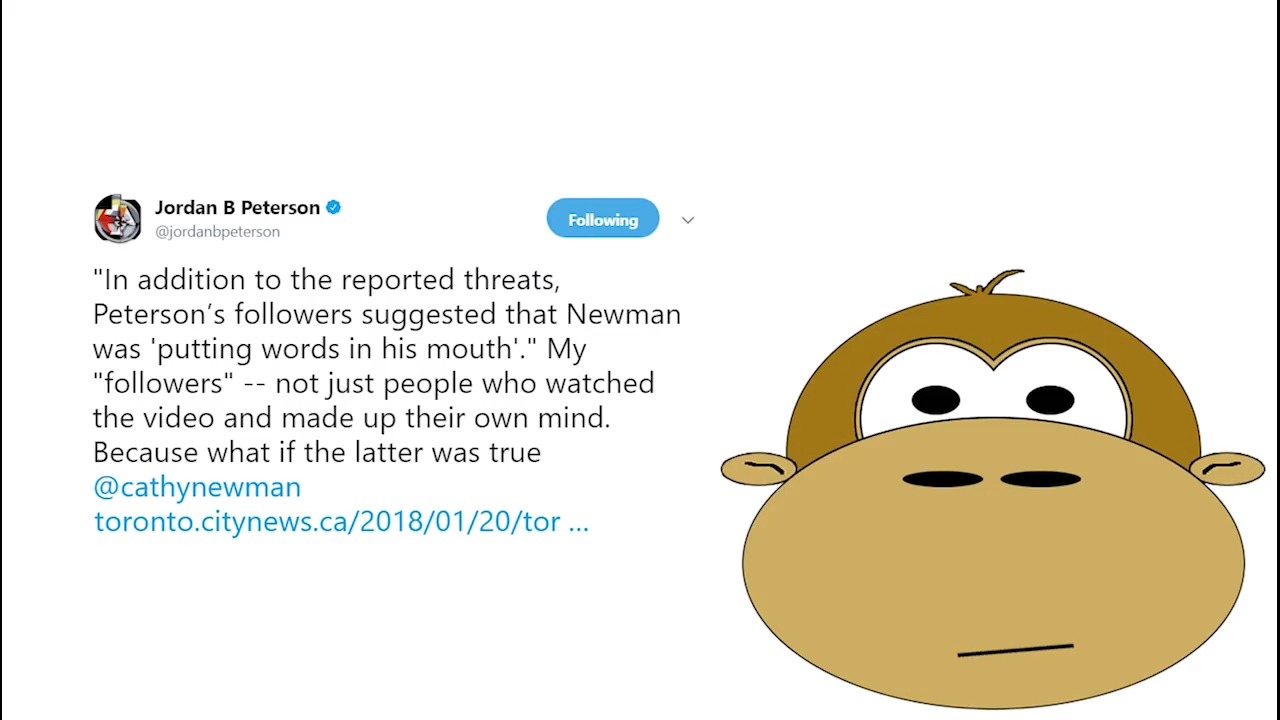 Jordan B Peterson
@jordanbpeterson
Following
"In addition to the reported threats,
Peterson’s followers suggested that Newman
was 'putting words in his mouth'." My
"followers" -- not just people who watched
the video and made up their own mind.
Because what if the latter was true
@cathynewman
toronto.citynews.ca/2018/01/20/tor ...